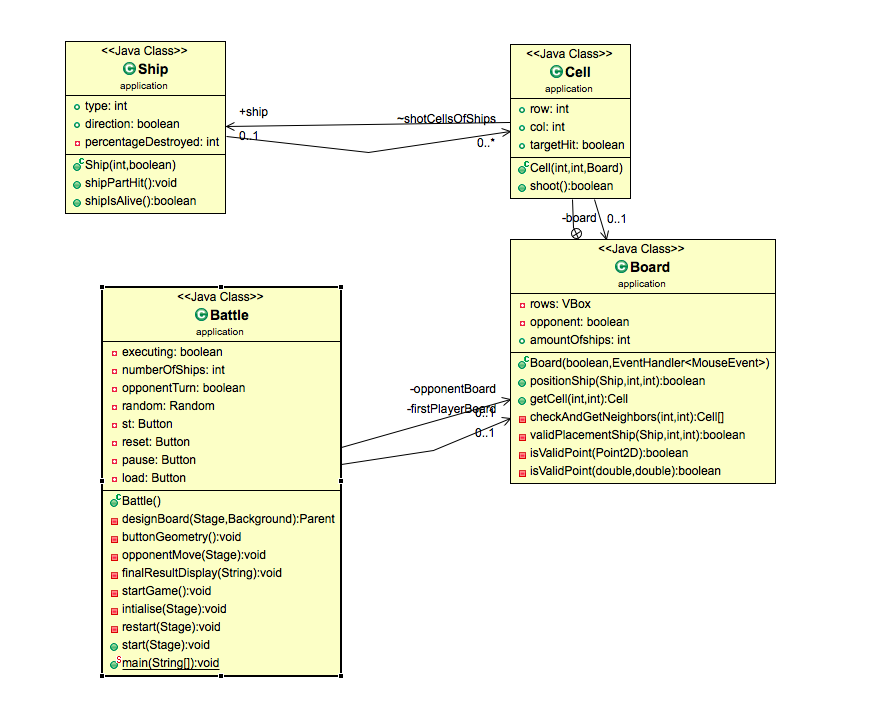 <<Java Class>>
Ship
application
type: int
direction: boolean
percentageDestroyed: int
Ship(int,boolean)
shipPartHit():void
shipIsAlive():boolean
+ship
0..1
~shotCellsOfShips
0..*
<<Java Class>>
Cell
application
row: int
col: int
targetHit: boolean
Cell(int,int,Board)
shoot():boolean
-board
0..1
<<Java Class>>
Board
application
rows: VBox
opponent: boolean
amountOfships: int
Board(boolean,EventHandler<MouseEvent>)
positionShip(Ship,int,int):boolean
getCell(int,int):Cell
checkAndGetNeighbors(int,int):Cell[]
validPlacementShip(Ship,int,int):boolean
isValidPoint(Point2D):boolean
isValidPoint(double,double):boolean
<<Java Class>>
Battle
application
executing: boolean
numberOfShips: int
opponentTurn: boolean
random: Random
st: Button
reset: Button
pause: Button
load: Button
Battle()
designBoard(Stage,Background):Parent
buttonGeometry():void
opponentMove(Stage):void
finalResultDisplay(String):void
startGame():void
intialise(Stage):void
restart(Stage):void
start(Stage):void
main(String[]):void
-opponentBoard
0..1
-firstPlayerBoard
0..1